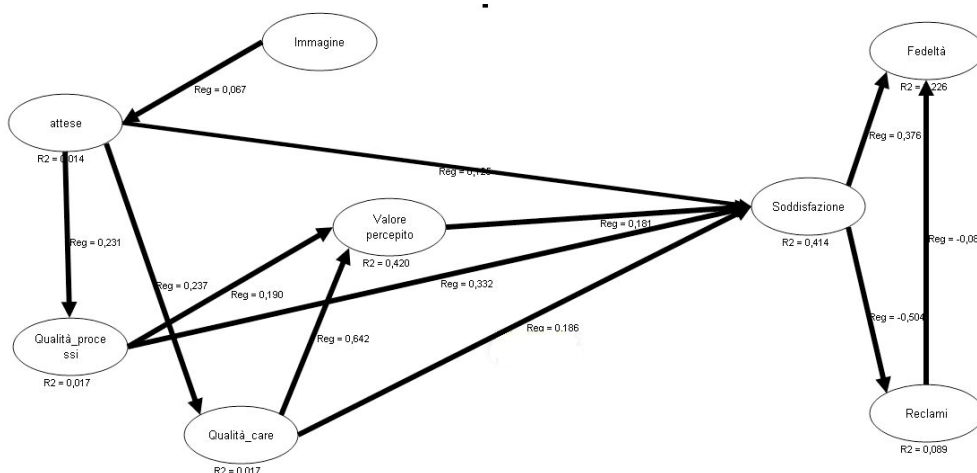 Immagine
Fedeltà
Reg = 0,067
attese
R2 = 0,014
Reg = 0,376
Valore
percepito
Soddisfazione
Reg = 0,231
Reg = 0,181
R2 = 0,414
R2 = 0,420
Reg = 0,237
Reg = 0,190
Reg = 0,332
Reg = -0,504
Qualità_proce
ssi
Reg = 0,642
Reg = 0.186
R2 = 0,017
Reclami
Qualità_care
R2 = 0,089
R2 = 0,017